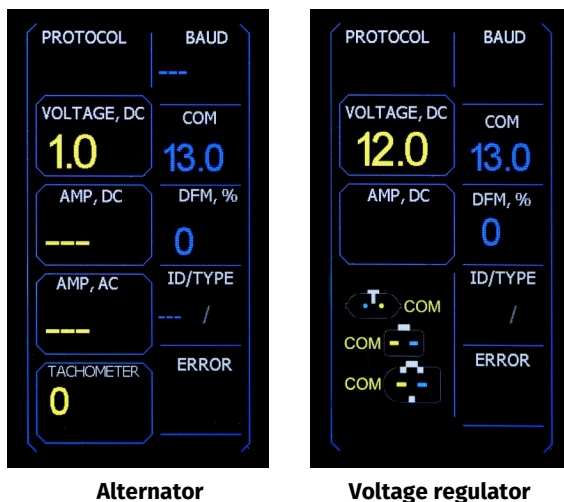 PROTOCOL BAUD
---
VOLTAGE, DC COM
1.0 13.0
AMP, DC DFM, %
--- 0
AMP, AC ID/TYPE
--- --- /
TACHOMETER ERROR
0
Alternator
PROTOCOL BAUD
VOLTAGE, DC COM
12.0 13.0
AMP, DC DFM, %
0
ID/TYPE
COM /
COM
ERROR
COM
Voltage regulator